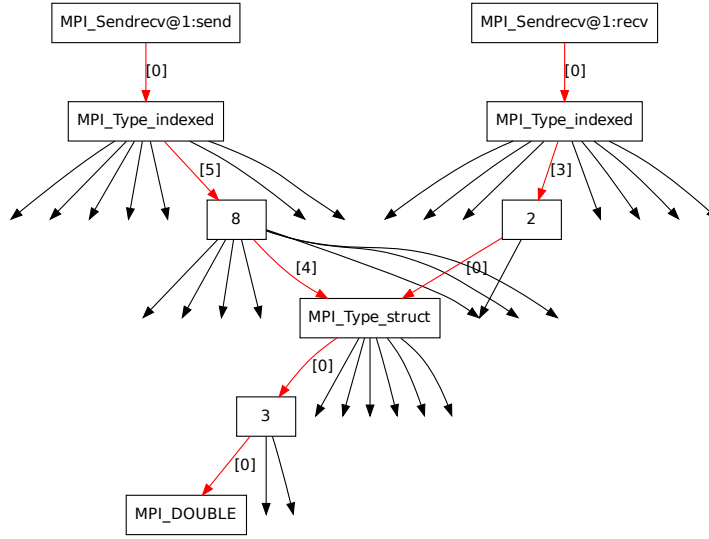 MPI_Sendrecv@1:send
MPI_Sendrecv@1:recv
[0]
[0]
MPI_Type_indexed
MPI_Type_indexed
[5]
[3]
8
2
[4]
[0]
MPI_Type_struct
[0]
3
[0]
MPI_DOUBLE